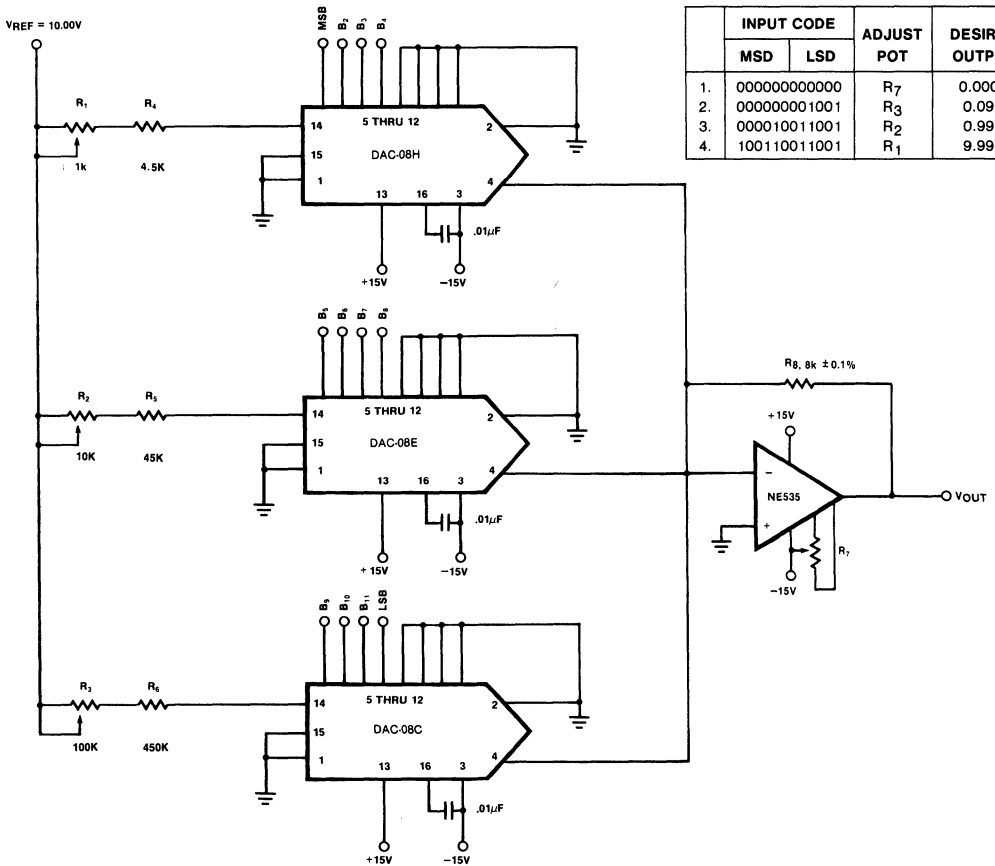 VREF = 10.00V
MSB B2 B3 B4
R1 R4
1k 4.5K
14 5 THRU 12 2
15 DAC-08H
1 4
13 16 3
.01μF
+15V −15V
INPUT CODE ADJUST POT DESIR OUTP
MSD LSD
1. 000000000000 R7 0.000
2. 000000001001 R3 0.09
3. 000010011001 R2 0.99
4. 100110011001 R1 9.99
B5 B6 B7 B8
R2 R5
10K 45K
14 5 THRU 12 2
15 DAC-08E
1 4
13 16 3
.01μF
+15V −15V
R8, 8k ±0.1%
+15V
−
NE535
+
VOUT
R7
−15V
B9 B10 B11 LSB
R3 R6
100K 450K
14 5 THRU 12 2
15 DAC-08C
1 4
13 16 3
.01μF
+15V −15V